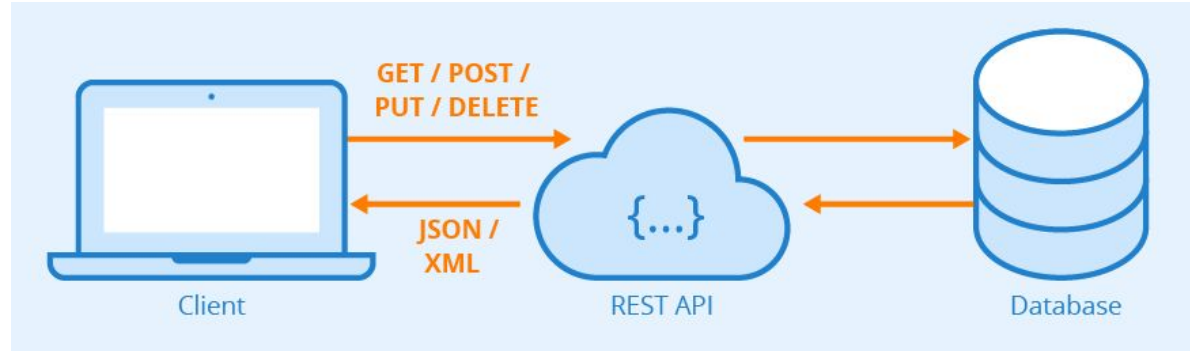 GET / POST /
PUT / DELETE
{...}
JSON /
XML
Client
REST API
Database